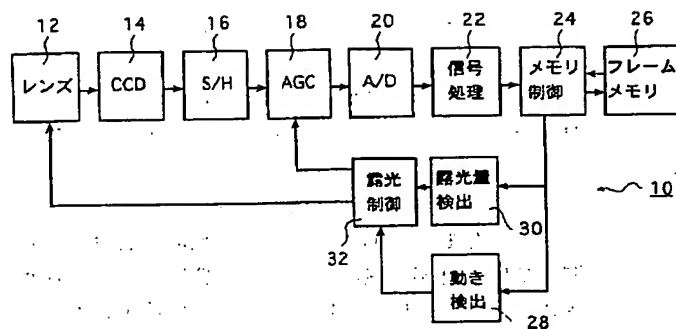 12
14
16
18
20
22
24
26
レンズ
CCD
S/H
AGC
A/D
信号
処理
メモリ
制御
フレーム
メモリ
露光
制御
32
露光量
検出
30
10
動き
検出
28